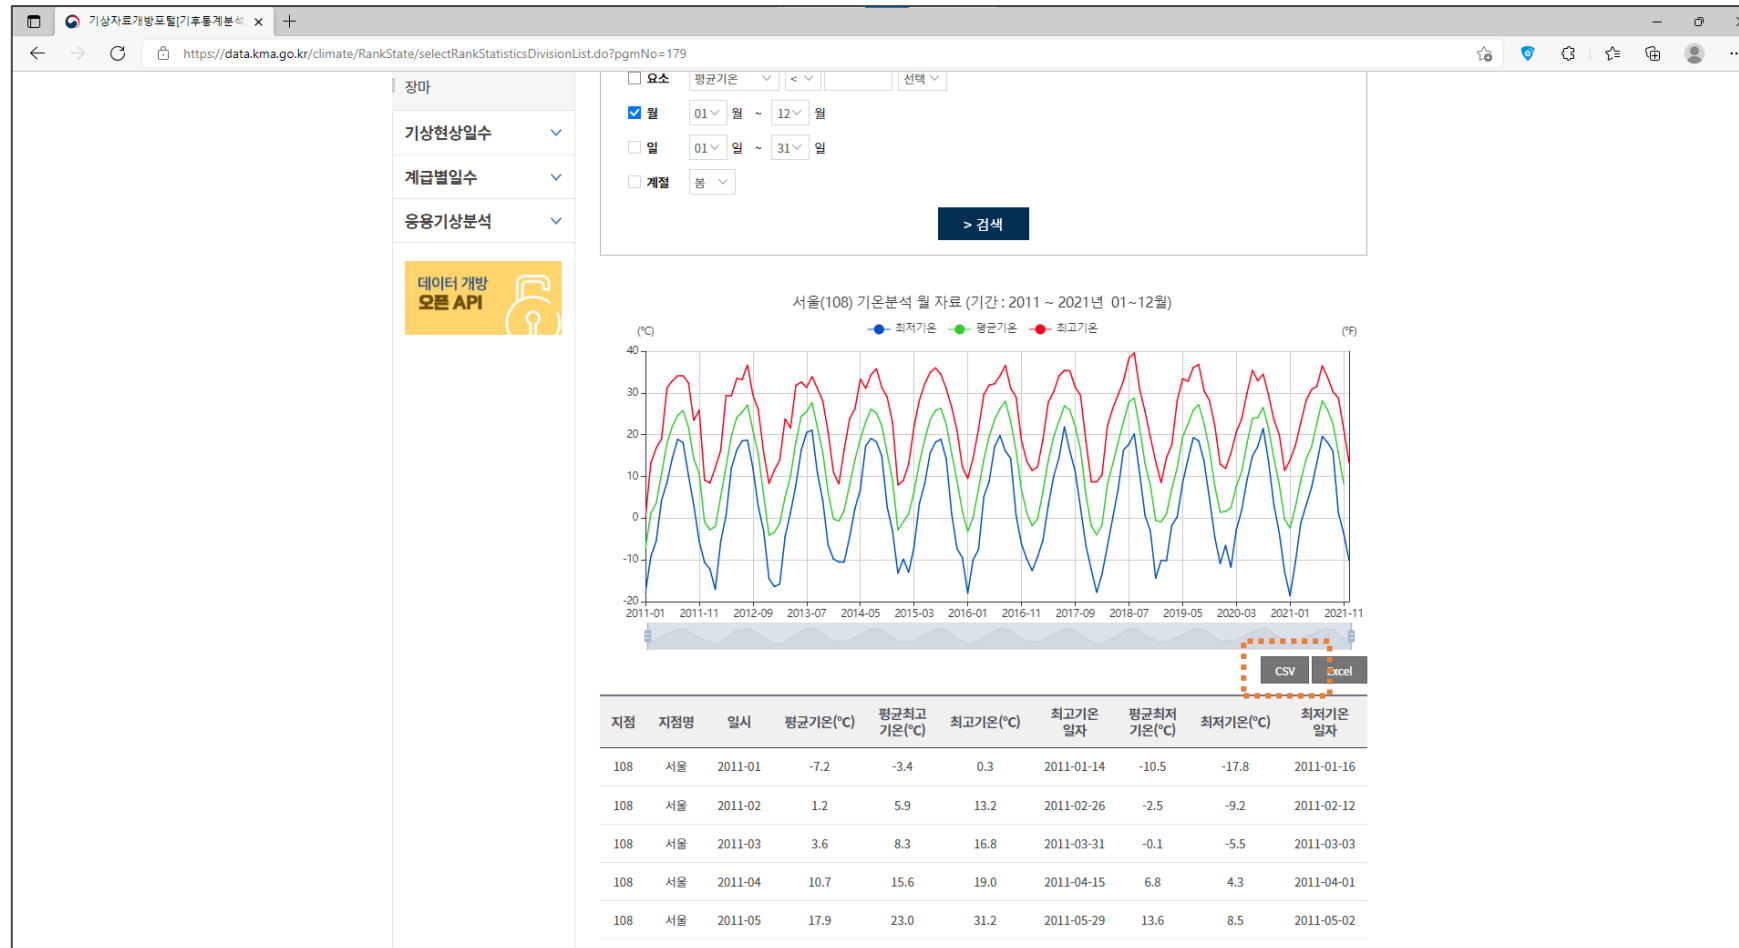 기상자료개방포털[기후통계분석
https://data.kma.go.kr/climate/RankState/selectRankStatisticsDivisionList.do?pgmNo=179
장마
기상현상일수
계급별일수
응용기상분석
데이터 개방
오픈 API
요소 평균기온 < 선택
월 01 월 ~ 12 월
일 01 일 ~ 31 일
계절 봄
> 검색
서울(108) 기온분석 월 자료 (기간 : 2011 ~ 2021년 01~12월)
최저기온 평균기온 최고기온
(℃) (℉)
40
30
20
10
0
-10
-20
2011-01 2011-11 2012-09 2013-07 2014-05 2015-03 2016-01 2016-11 2017-09 2018-07 2019-05 2020-03 2021-01 2021-11
CSV Excel
지점 지점명 일시 평균기온(℃) 평균최고 기온(℃) 최고기온(℃) 최고기온 일자 평균최저 기온(℃) 최저기온(℃) 최저기온 일자
108 서울 2011-01 -7.2 -3.4 0.3 2011-01-14 -10.5 -17.8 2011-01-16
108 서울 2011-02 1.2 5.9 13.2 2011-02-26 -2.5 -9.2 2011-02-12
108 서울 2011-03 3.6 8.3 16.8 2011-03-31 -0.1 -5.5 2011-03-03
108 서울 2011-04 10.7 15.6 19.0 2011-04-15 6.8 4.3 2011-04-01
108 서울 2011-05 17.9 23.0 31.2 2011-05-29 13.6 8.5 2011-05-02